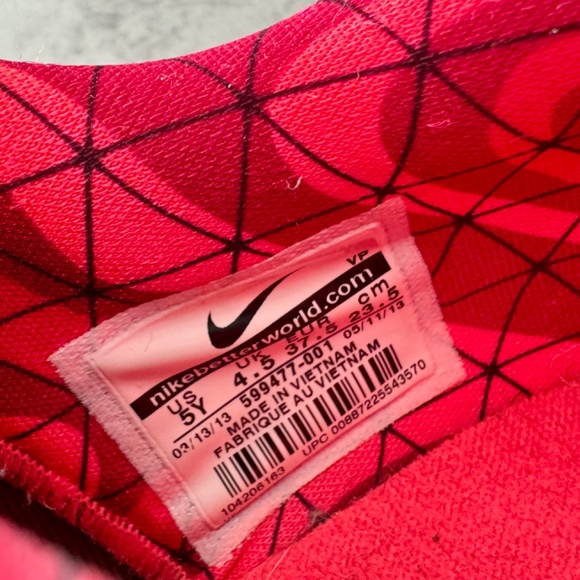 VP
nikebetterworld.com
US UK EUR cm
5Y 4.5 37.5 23.5
03/13/13 599477-001 05/11/13
MADE IN VIETNAM
FABRIQUE AU VIETNAM
104206163 UPC 00887225543570